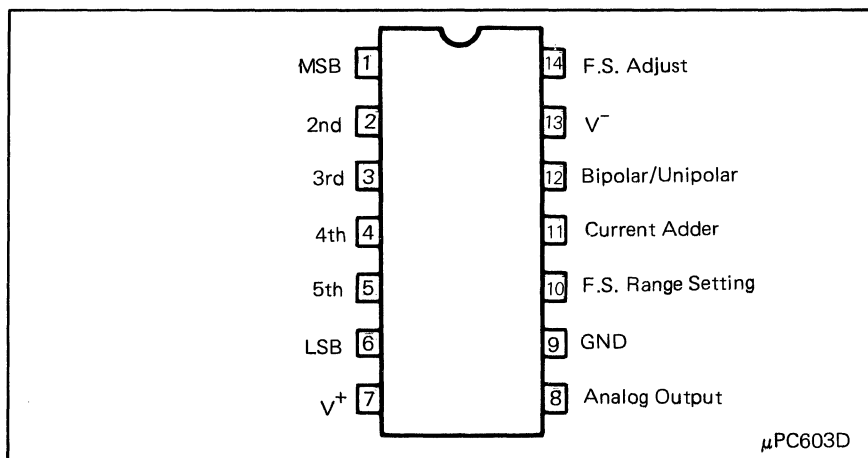 MSB 1 14 F.S. Adjust
2nd 2 13 V⁻
3rd 3 12 Bipolar/Unipolar
4th 4 11 Current Adder
5th 5 10 F.S. Range Setting
LSB 6 9 GND
V⁺ 7 8 Analog Output
μPC603D